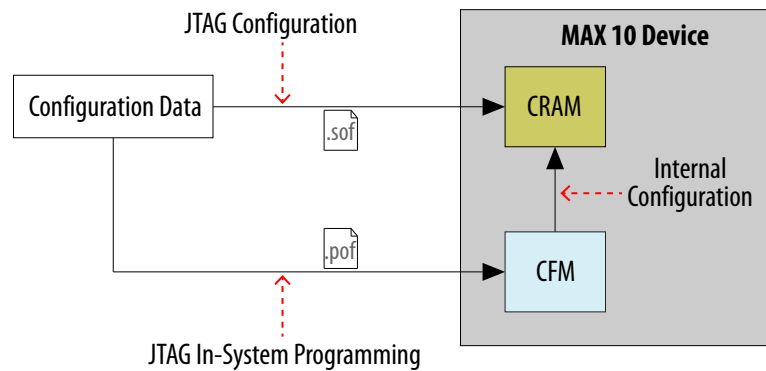 JTAG Configuration
MAX 10 Device
Configuration Data
.sof
CRAM
Internal
Configuration
.pof
CFM
JTAG In-System Programming